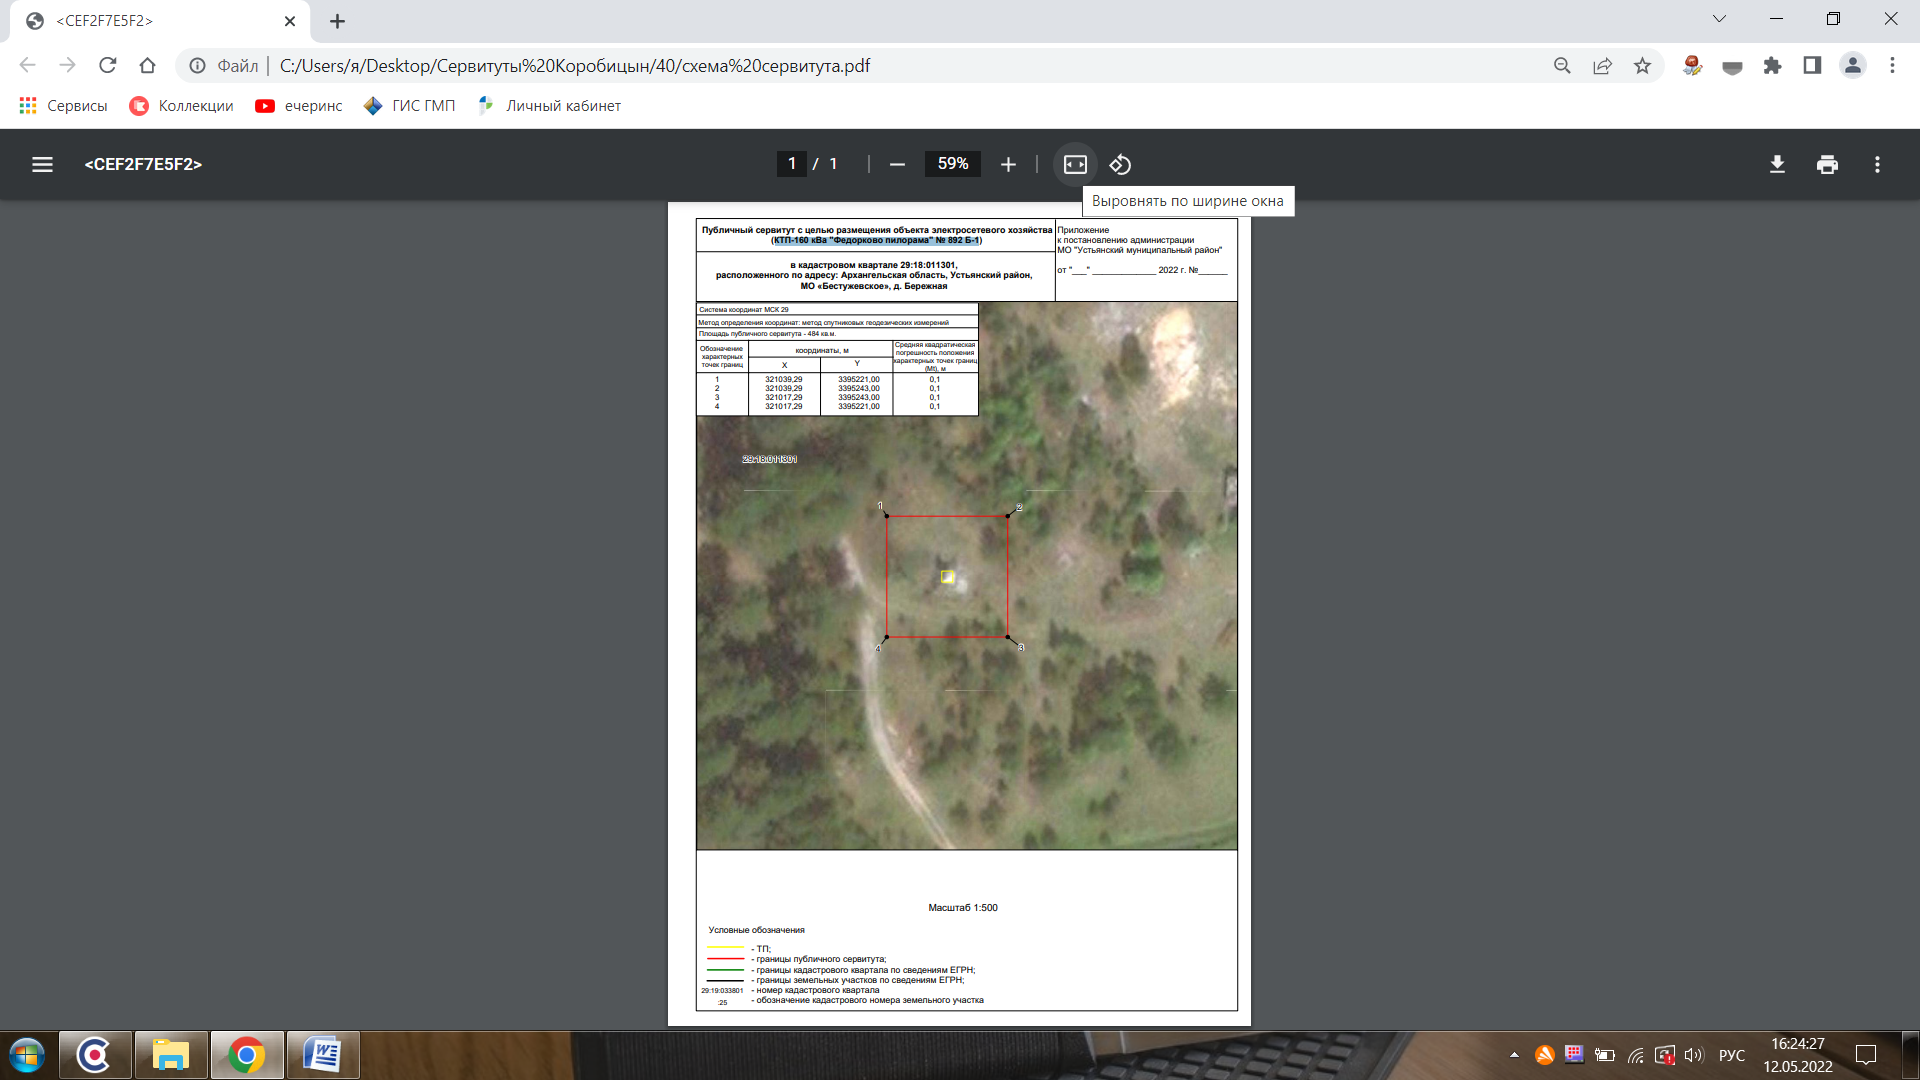 <CEF2F7E5F2>
Файл | C:/Users/я/Desktop/Сервитуты%20Коробицын/40/схема%20сервитута.pdf
Сервисы Коллекции ечеринс ГИС ГМП Личный кабинет
<CEF2F7E5F2> 1 / 1 59%
Выровнять по ширине окна
Публичный сервитут с целью размещения объекта электросетевого хозяйства
(КТП-160 кВа "Федорково пилорама" № 892 Б-1)
в кадастровом квартале 29:18:011301,
расположенного по адресу: Архангельская область, Устьянский район,
МО «Бестужевское», д. Бережная
Приложение
к постановлению администрации
МО "Устьянский муниципальный район"
от "___" _____________ 2022 г. №______
Система координат МСК 29
Метод определения координат: метод спутниковых геодезических измерений
Площадь публичного сервитута - 484 кв.м.
Обозначение
характерных
точек границ
координаты, м
X Y
Средняя квадратическая
погрешность положения
характерных точек границ
(Mt), м
1 321039,29 3395221,00 0,1
2 321039,29 3395243,00 0,1
3 321017,29 3395243,00 0,1
4 321017,29 3395221,00 0,1
29:18:011301
1 2
4 3
Масштаб 1:500
Условные обозначения
- ТП;
- границы публичного сервитута;
- границы кадастрового квартала по сведениям ЕГРН;
- границы земельных участков по сведениям ЕГРН;
29:19:033801 - номер кадастрового квартала
:25 - обозначение кадастрового номера земельного участка
РУС
16:24:27
12.05.2022